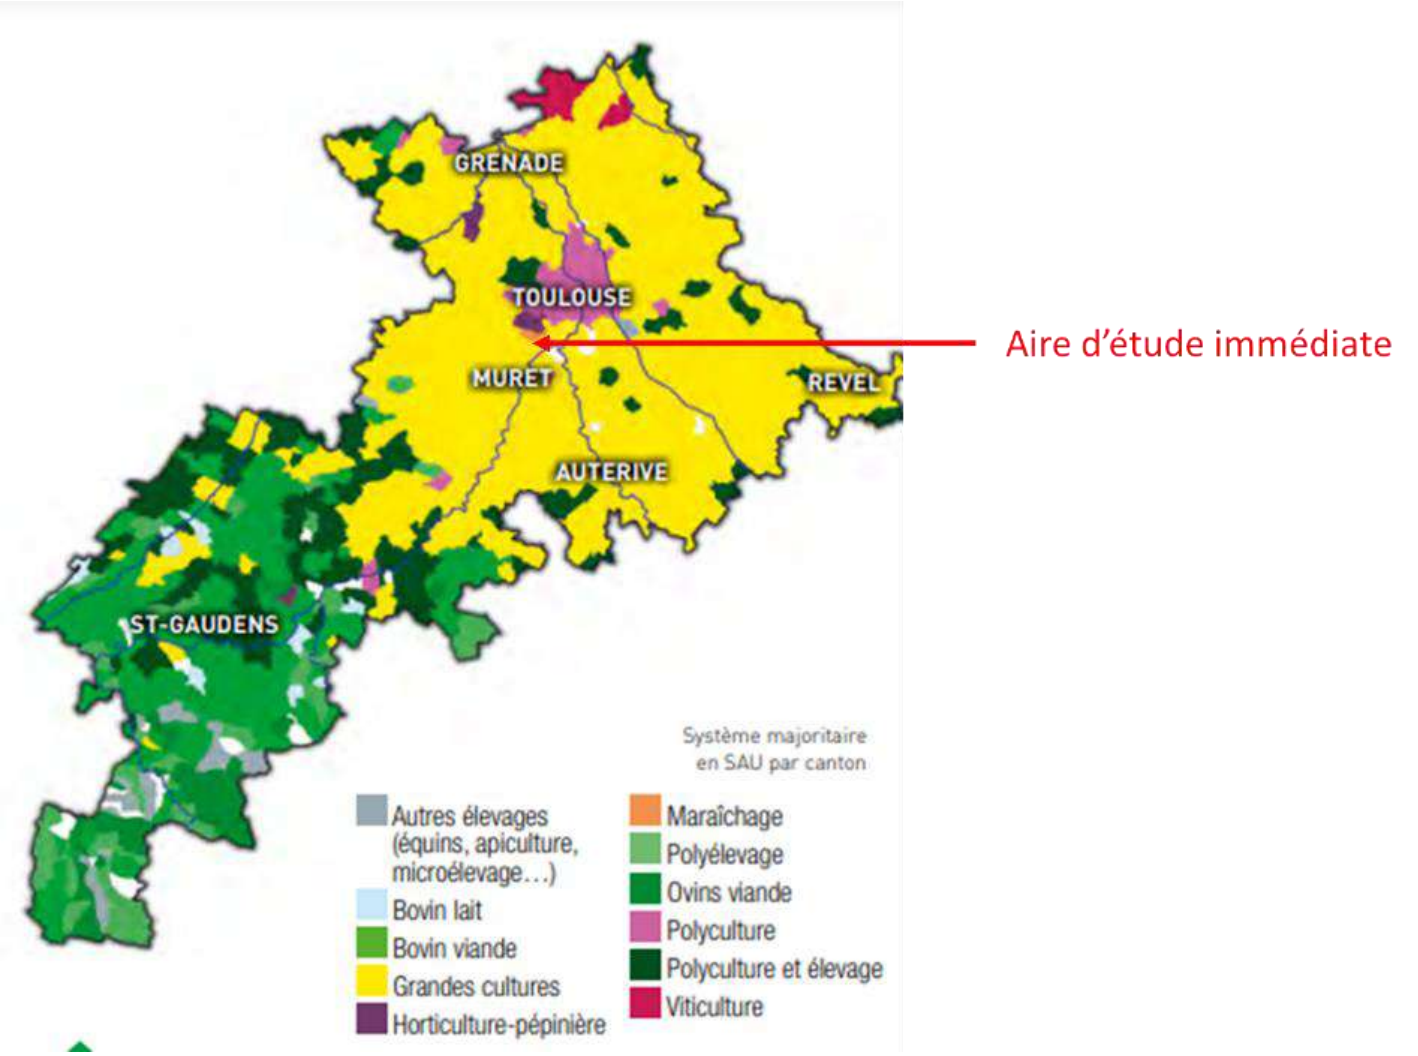 GRENADE
TOULOUSE
Aire d’étude immédiate
MURET
REVEL
AUTERIVE
ST-GAUDENS
Système majoritaire
en SAU par canton
Autres élevages
(équins, apiculture,
microélevage...)
Bovin lait
Bovin viande
Grandes cultures
Horticulture-pépinière
Maraîchage
Polyélevage
Ovins viande
Polyculture
Polyculture et élevage
Viticulture